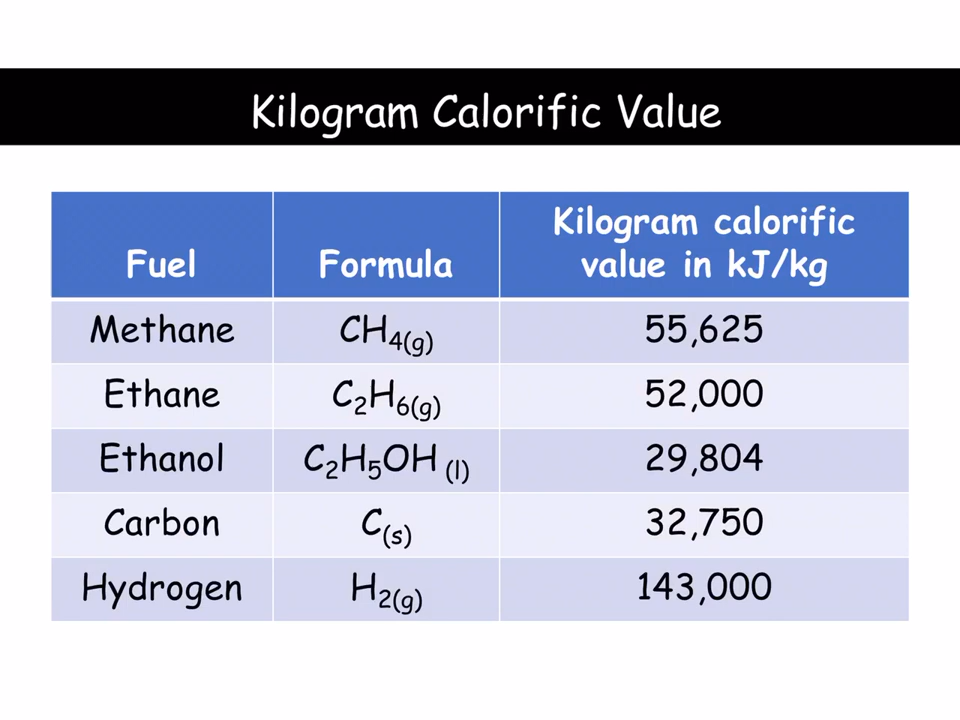 Kilogram Calorific Value
Fuel Formula Kilogram calorific value in kJ/kg
Methane CH₄(g) 55,625
Ethane C₂H₆(g) 52,000
Ethanol C₂H₅OH (l) 29,804
Carbon C(s) 32,750
Hydrogen H₂(g) 143,000